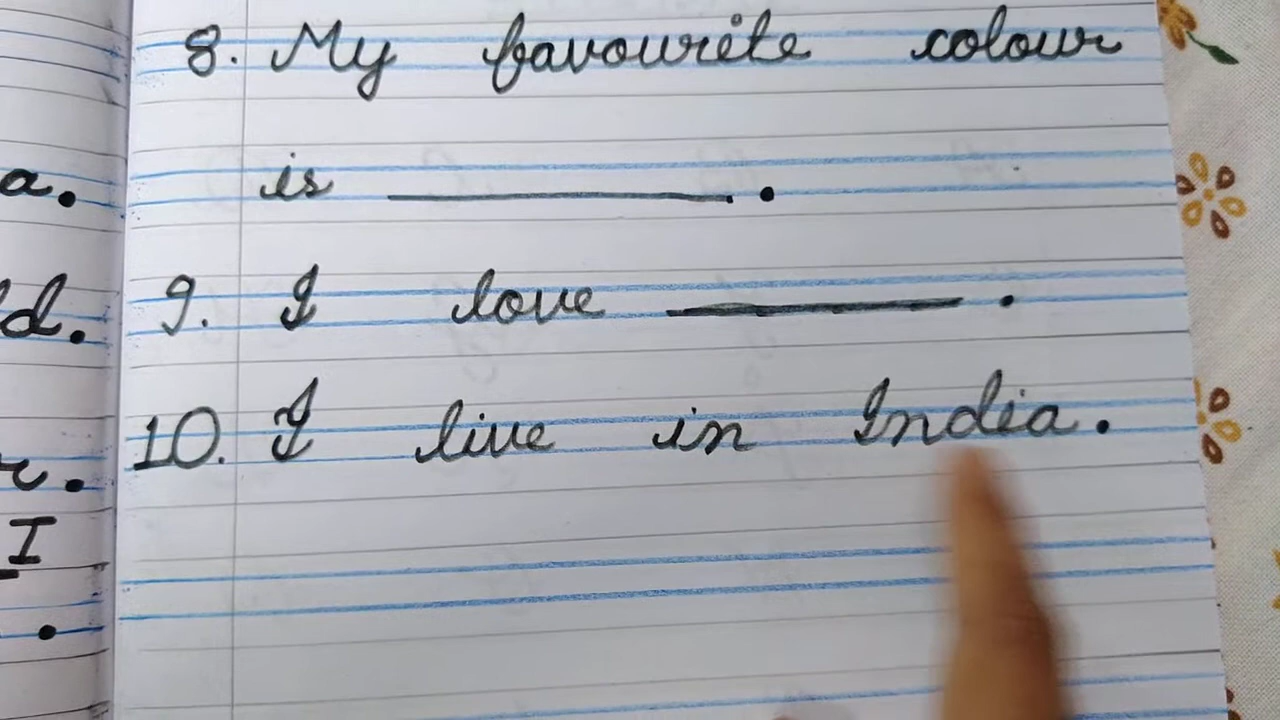 a.
d.
r.
I
.
8. My favourite colour
is ________. .
9. I love ________ .
10. I live in India.